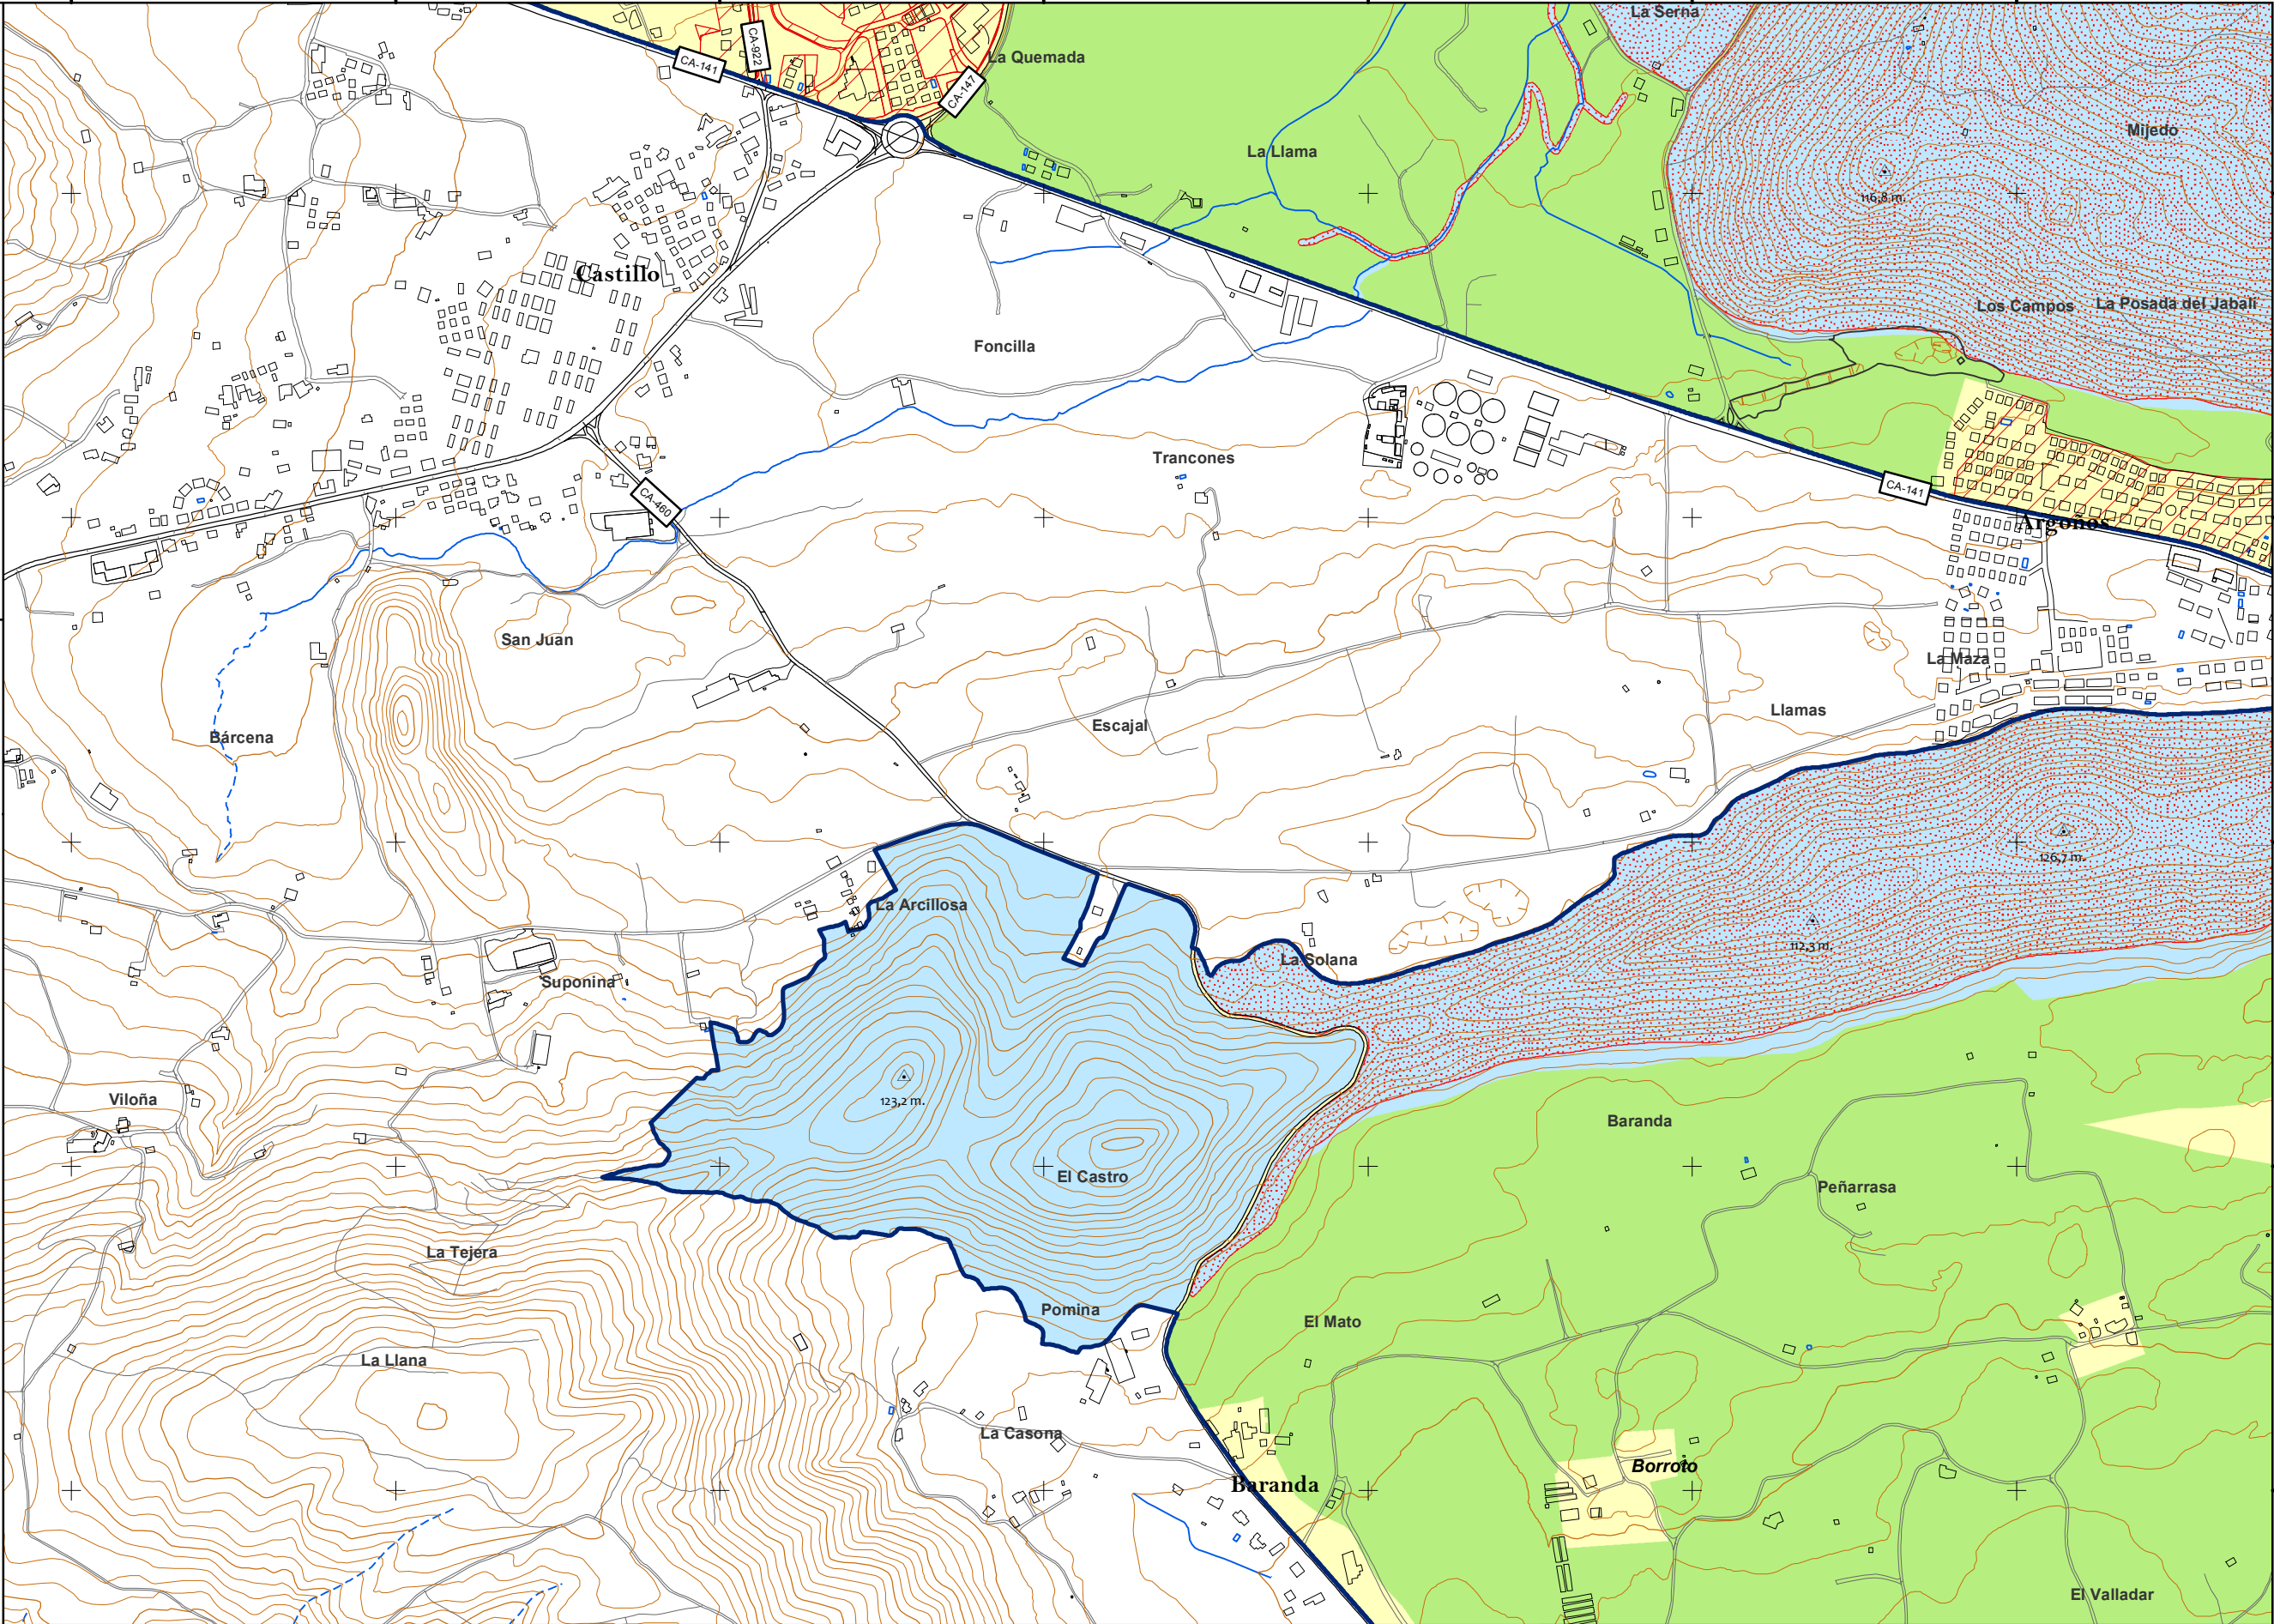 La Serna
CA-922
La Quemada
CA-141
CA-147
Mijedo
La Llama
116,8 m.
Castillo
Los Campos
La Posada del Jabalí
Foncilla
Trancones
CA-141
CA-460
Argoños
San Juan
La Maza
Llamas
Escajal
Bárcena
126,7 m.
La Arcillosa
112,3 m.
La Solana
Suponina
Viloña
123,2 m.
Baranda
El Castro
Peñarrasa
La Tejera
Pomina
El Mato
La Llana
La Casona
Borroto
Baranda
El Valladar